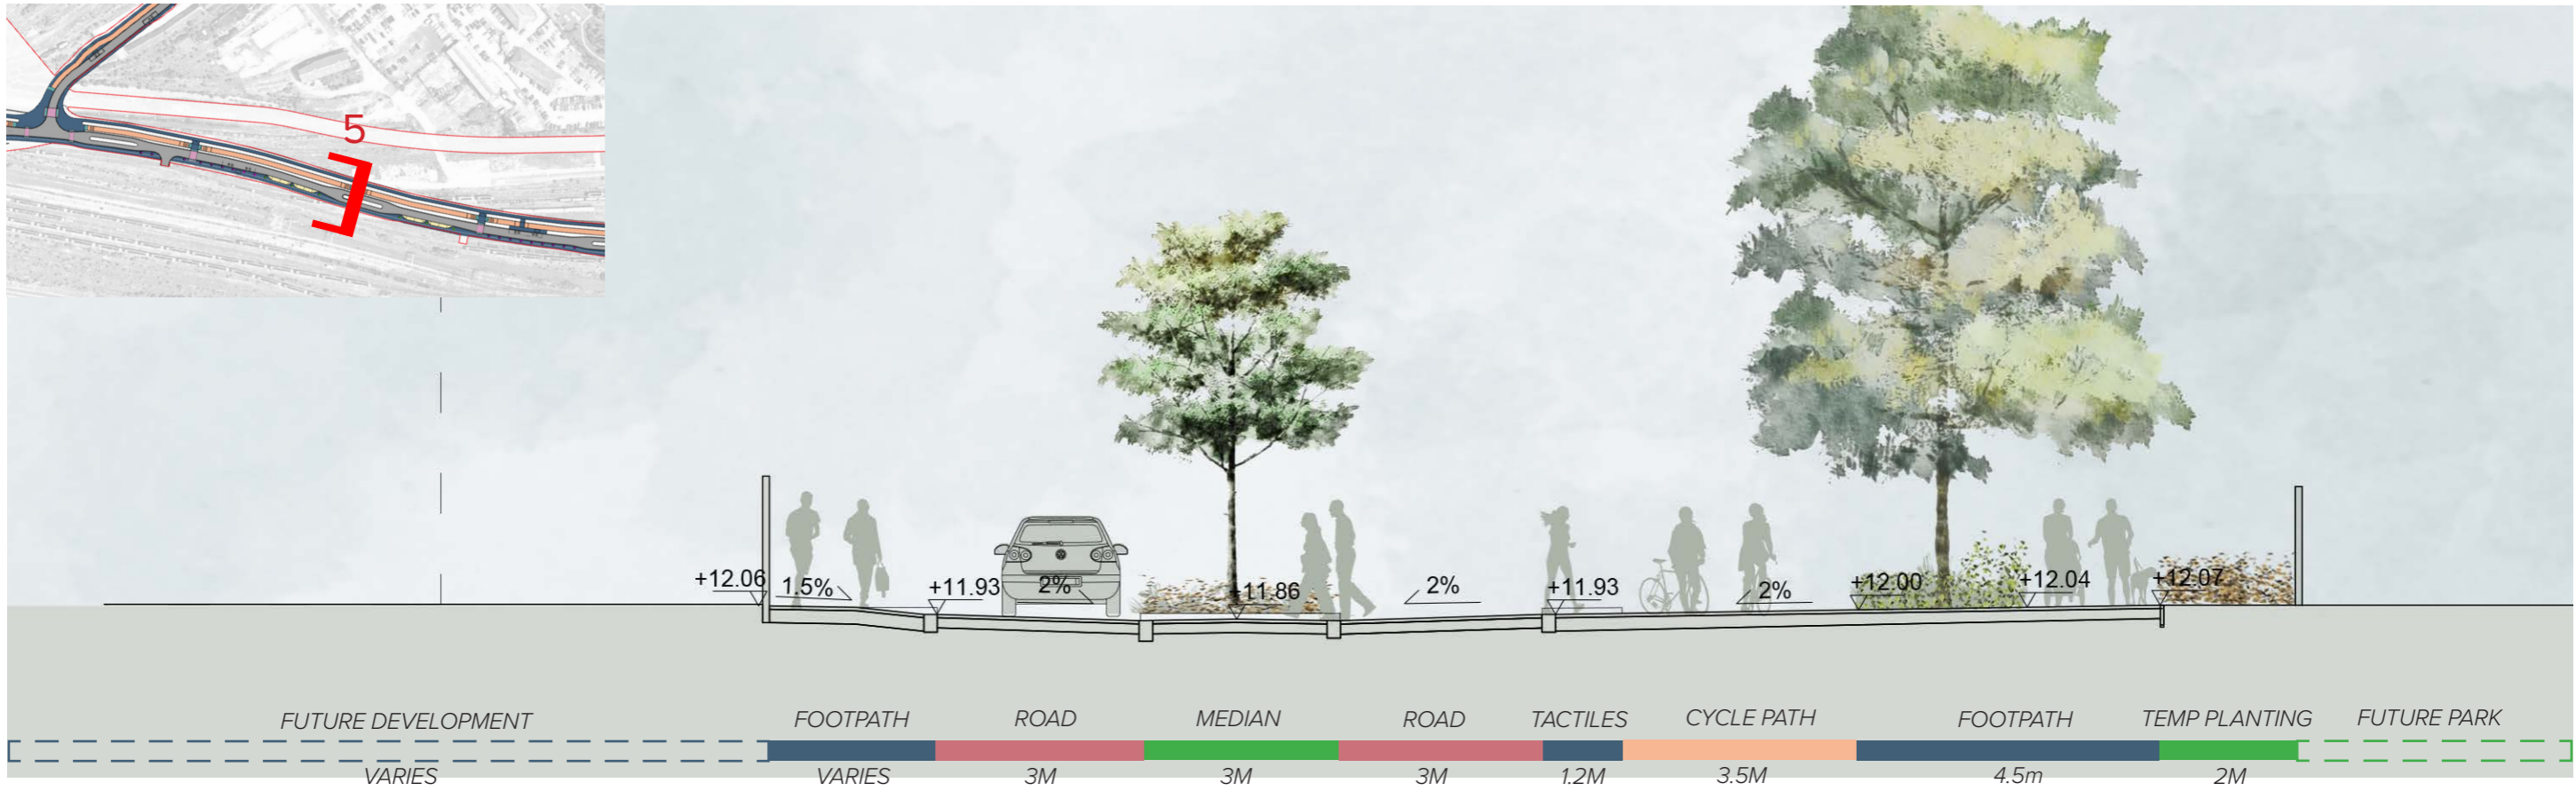 5
+12.06
1.5%
+11.93
2%
+11.86
2%
+11.93
2%
+12.00
+12.04
+12.07
FUTURE DEVELOPMENT
FOOTPATH
ROAD
MEDIAN
ROAD
TACTILES
CYCLE PATH
FOOTPATH
TEMP PLANTING
FUTURE PARK
VARIES
VARIES
3M
3M
3M
1.2M
3.5M
4.5m
2M